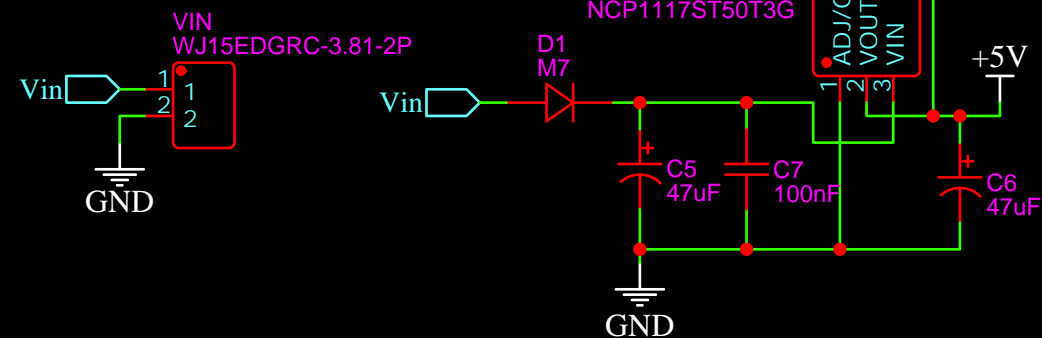 VIN
WJ15EDGRC-3.81-2P
Vin
1
2
1
2
GND
NCP1117ST50T3G
VOUT
VIN
1
2
3
D1
M7
Vin
+5V
+
C5
47uF
C7
100nF
+
C6
47uF
GND